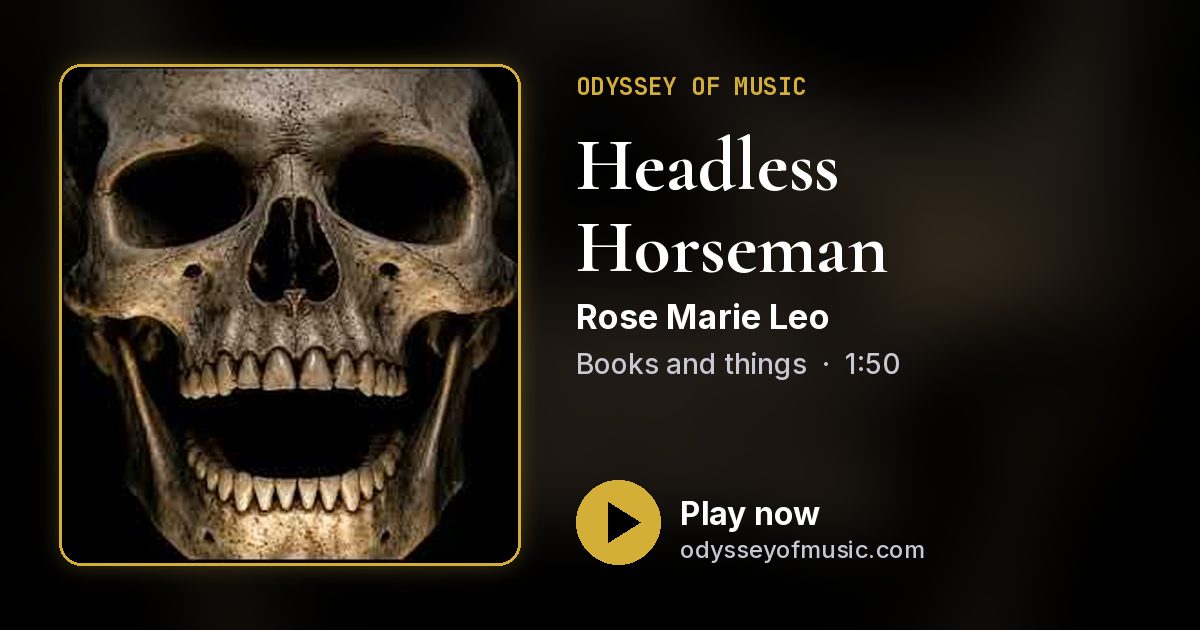 ODYSSEY OF MUSIC
Headless
Horseman
Rose Marie Leo
Books and things · 1:50
Play now
odysseyofmusic.com